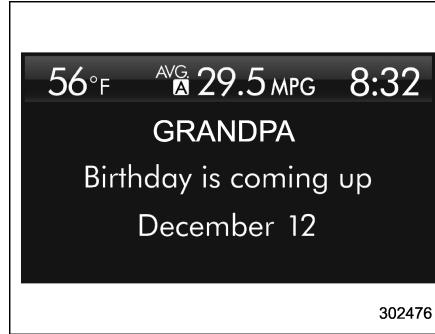 56°F AVG. A 29.5 MPG 8:32
GRANDPA
Birthday is coming up
December 12
302476